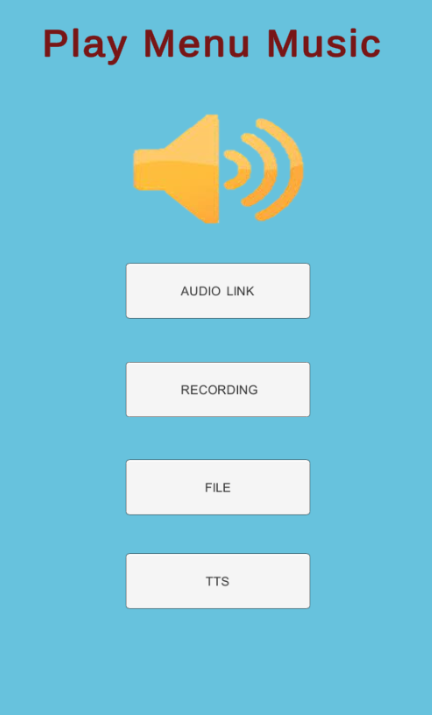 Play Menu Music
AUDIO LINK
RECORDING
FILE
TTS